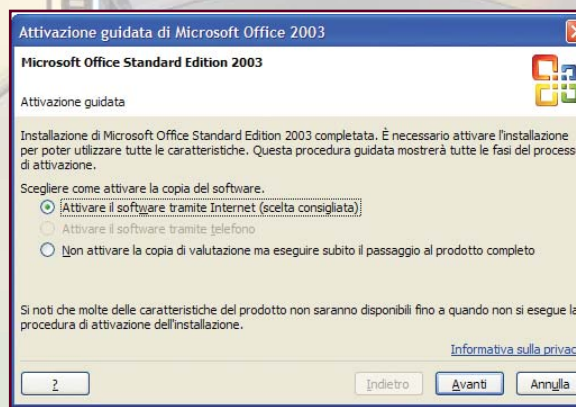 Attivazione guidata di Microsoft Office 2003
Microsoft Office Standard Edition 2003
Attivazione guidata
Installazione di Microsoft Office Standard Edition 2003 completata. È necessario attivare l'installazione
per poter utilizzare tutte le caratteristiche. Questa procedura guidata mostrerà tutte le fasi del processo
di attivazione.
Scegliere come attivare la copia del software.
Attivare il software tramite Internet (scelta consigliata)
Attivare il software tramite telefono
Non attivare la copia di valutazione ma eseguire subito il passaggio al prodotto completo
Si noti che molte delle caratteristiche del prodotto non saranno disponibili fino a quando non si esegue la
procedura di attivazione dell'installazione.
Informativa sulla privac
? Indietro Avanti Annulla